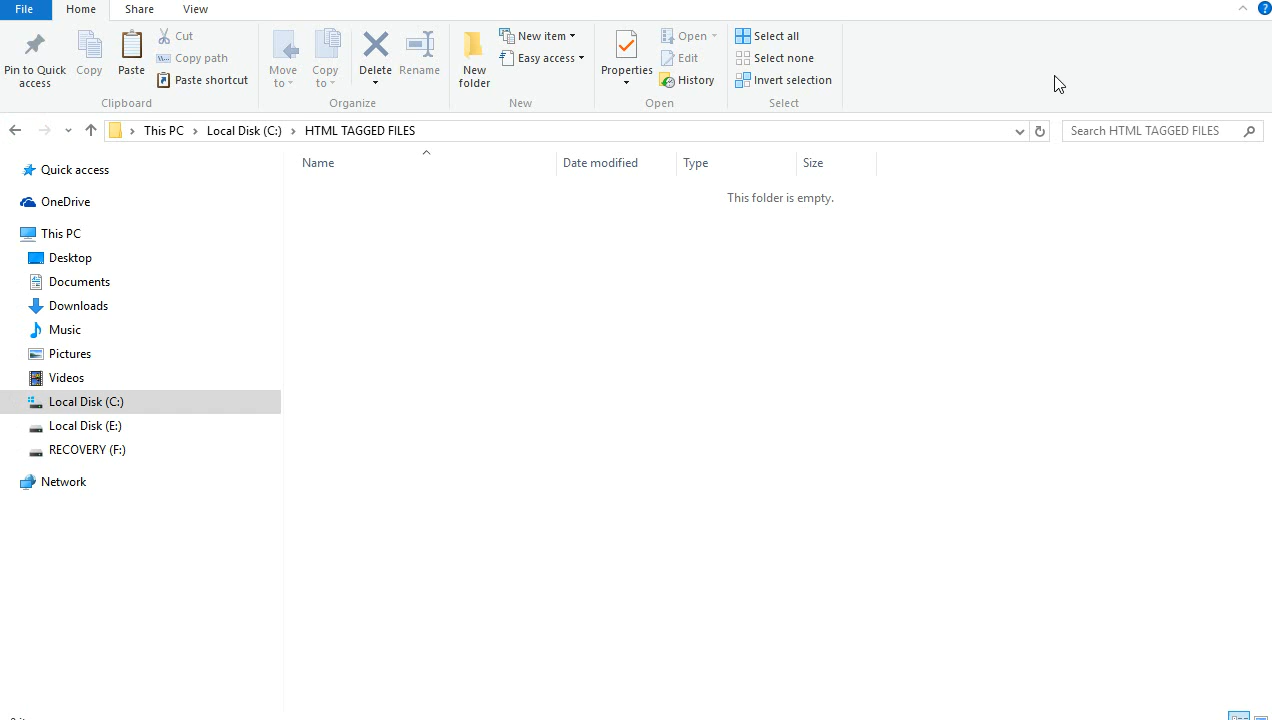 File Home Share View
Pin to Quick access
Copy
Paste
Cut
Copy path
Paste shortcut
Clipboard
Move to
Copy to
Delete
Rename
Organize
New folder
New item
Easy access
New
Properties
Open
Edit
History
Open
Select all
Select none
Invert selection
Select
This PC Local Disk (C:) HTML TAGGED FILES
Search HTML TAGGED FILES
Name Date modified Type Size
This folder is empty.
Quick access
OneDrive
This PC
Desktop
Documents
Downloads
Music
Pictures
Videos
Local Disk (C:)
Local Disk (E:)
RECOVERY (F:)
Network